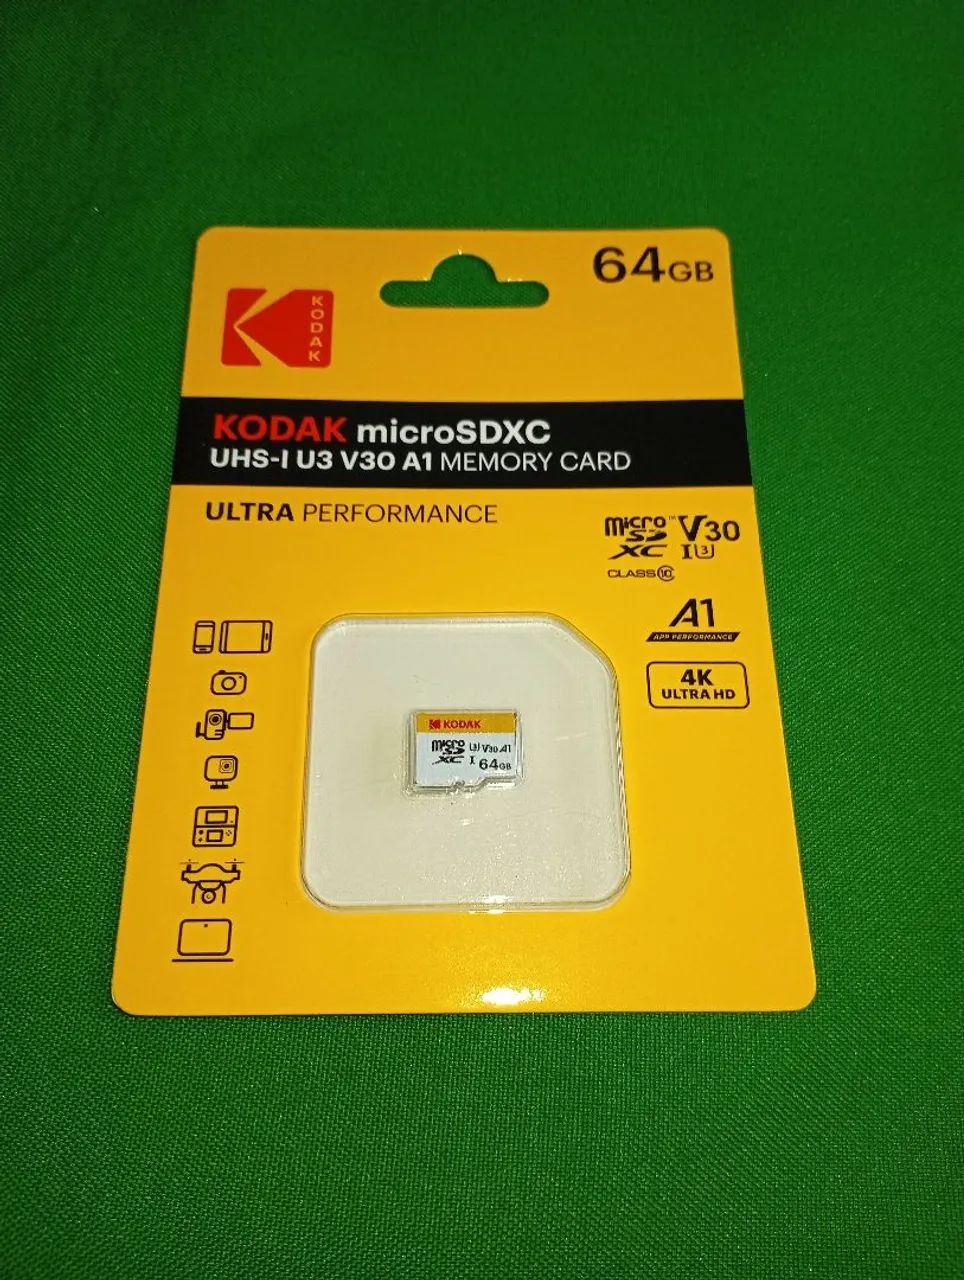 64GB
KODAK
KODAK microSDXC
UHS-I U3 V30 A1 MEMORY CARD
ULTRA PERFORMANCE
micro SD XC
V30
I U3
CLASS 10
A1
APP PERFORMANCE
4K
ULTRA HD
KODAK
micro SD XC I U3 V30 A1
64GB